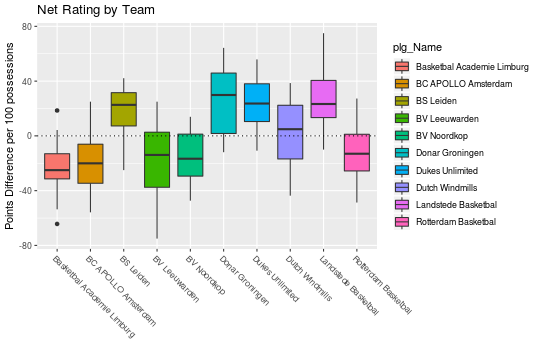 Net Rating by Team
Points Difference per 100 possessions
80
40
0
-40
-80
Basketbal Academie Limburg
BC APOLLO Amsterdam
BS Leiden
BV Leeuwarden
BV Noordkop
Donar Groningen
Dukes Unlimited
Dutch Windmills
Landstede Basketbal
Rotterdam Basketbal
plg_Name
Basketbal Academie Limburg
BC APOLLO Amsterdam
BS Leiden
BV Leeuwarden
BV Noordkop
Donar Groningen
Dukes Unlimited
Dutch Windmills
Landstede Basketbal
Rotterdam Basketbal